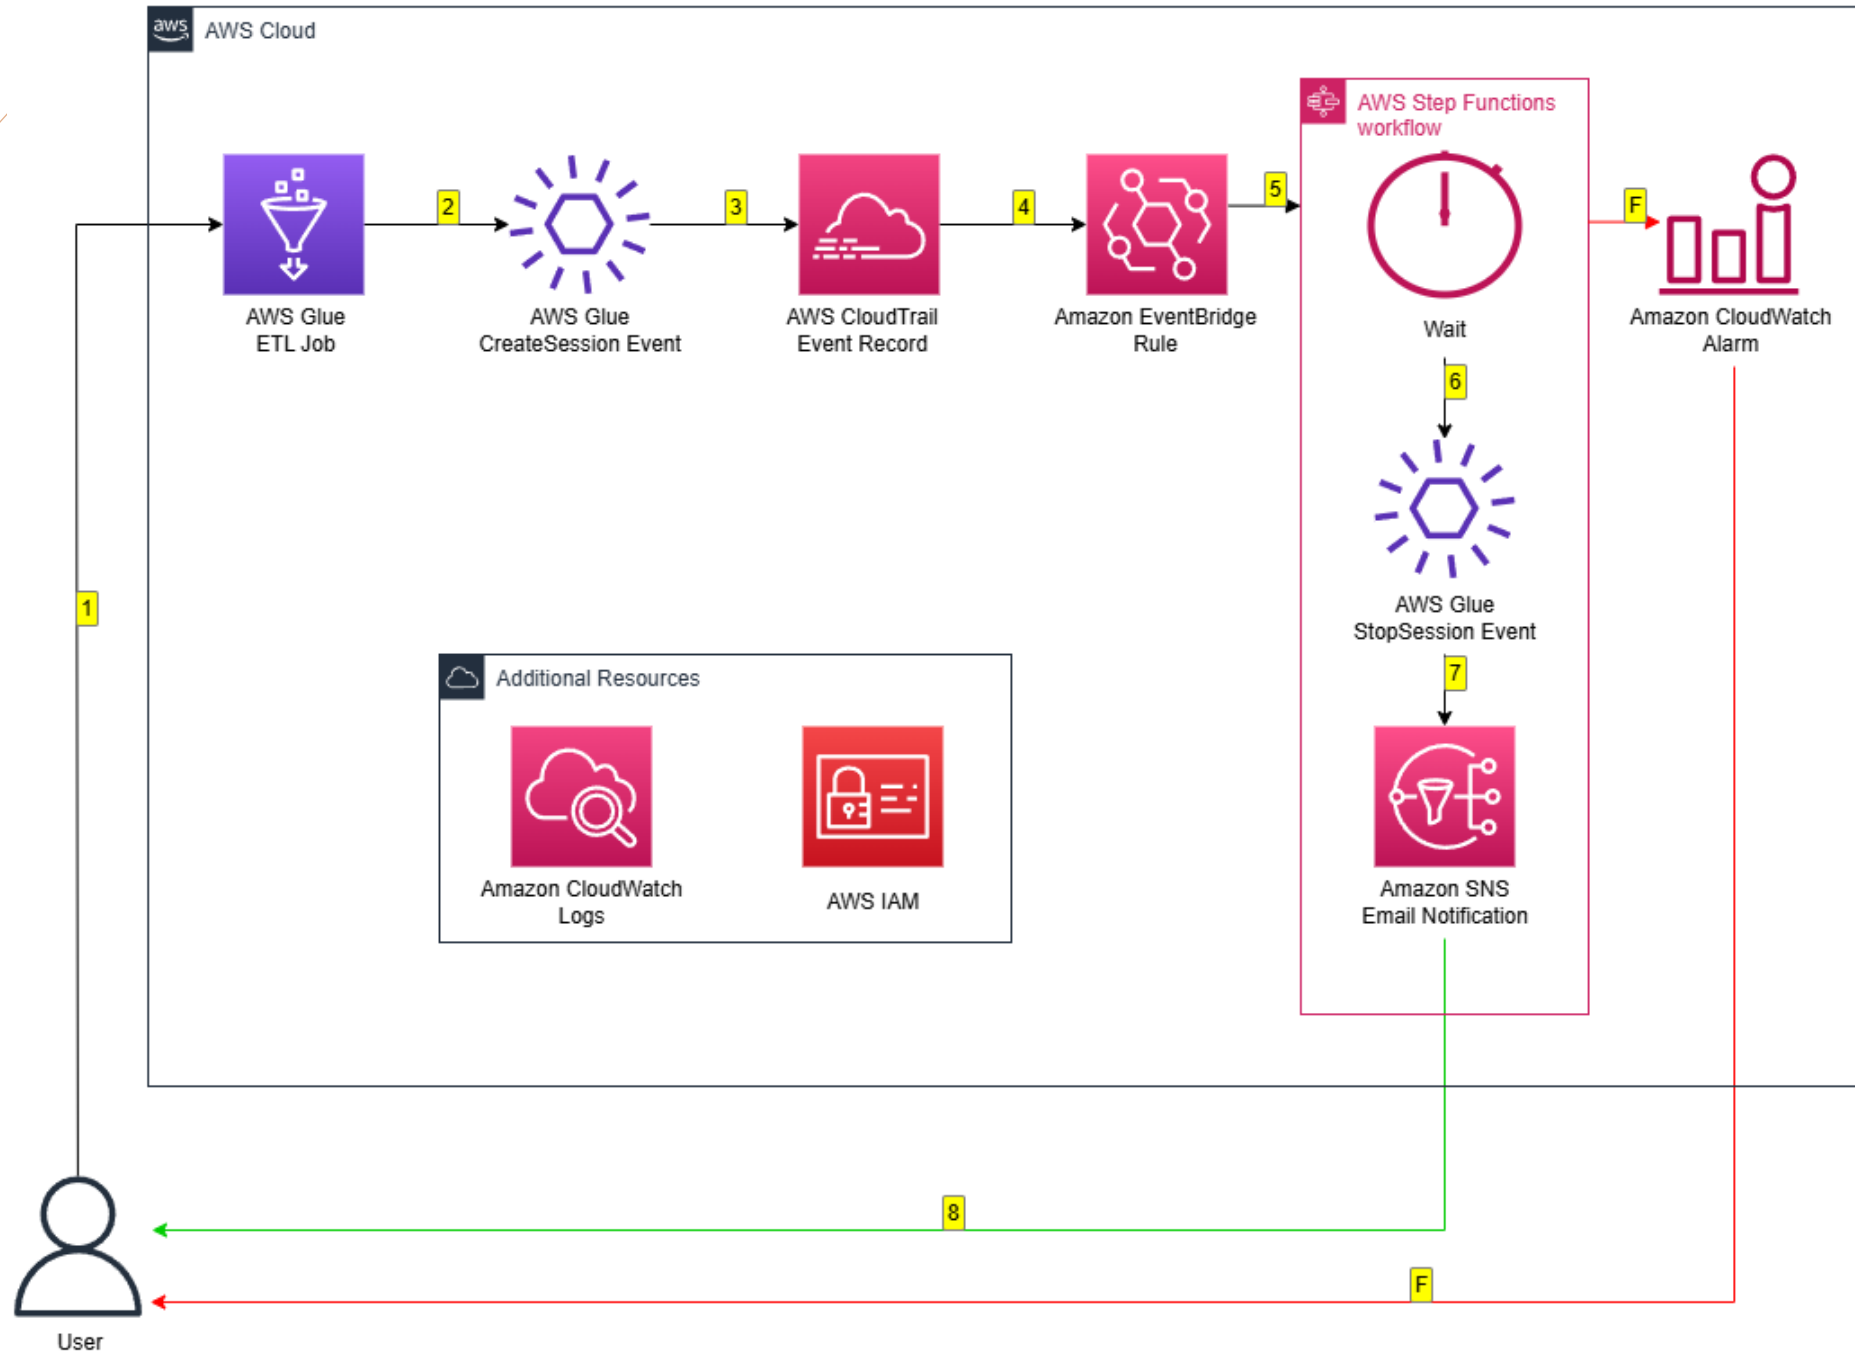 aws
AWS Cloud
AWS Step Functions
workflow
2
3
4
5
F
AWS Glue
ETL Job
AWS Glue
CreateSession Event
AWS CloudTrail
Event Record
Amazon EventBridge
Rule
Wait
Amazon CloudWatch
Alarm
6
AWS Glue
StopSession Event
1
7
Additional Resources
Amazon CloudWatch
Logs
AWS IAM
Amazon SNS
Email Notification
8
F
User